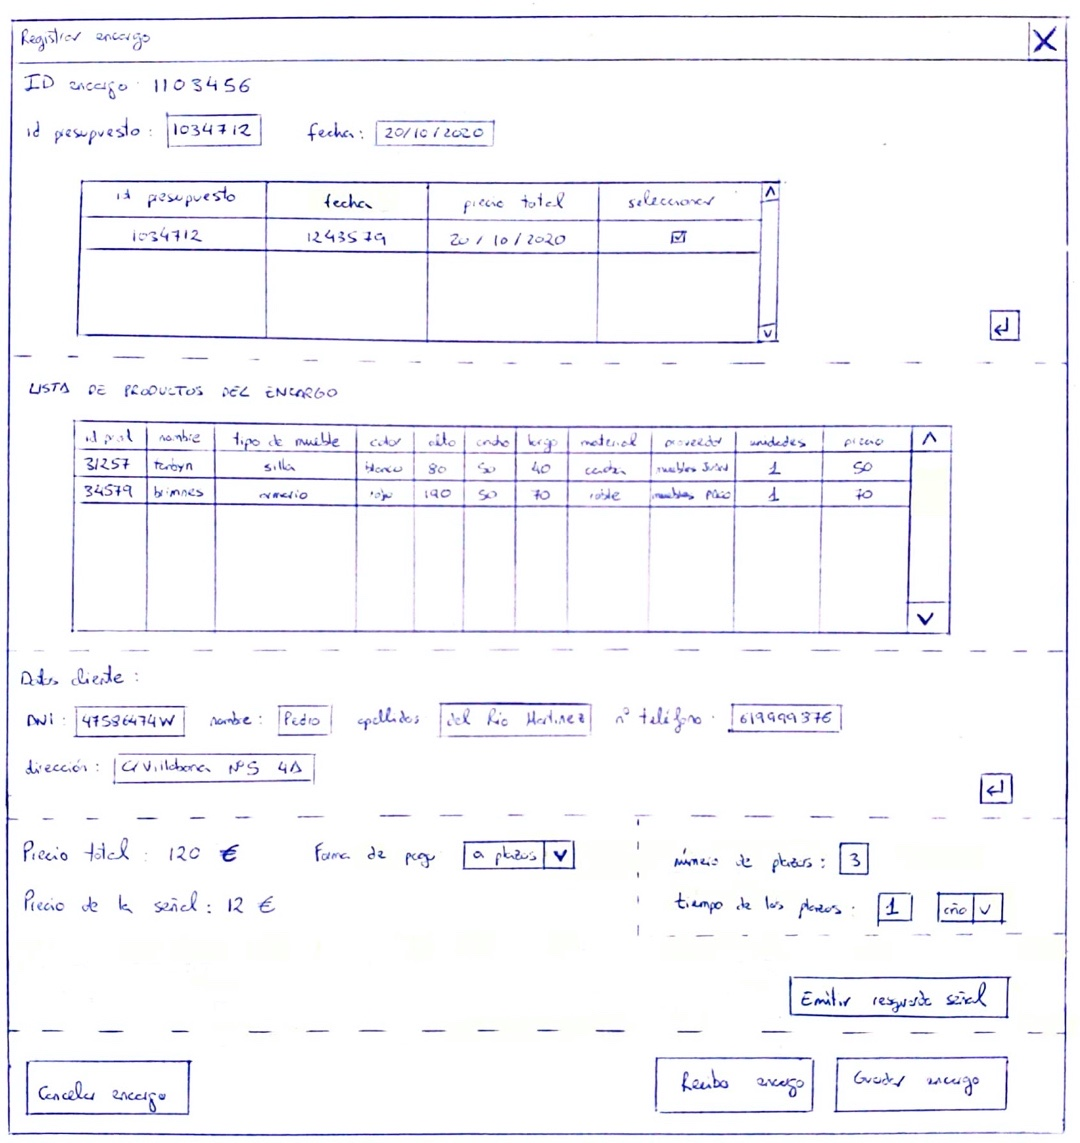 Registrar encargo X
ID encargo: 1103456
id presupuesto: 1034712 fecha: 20/10/2020
id presupuesto fecha precio total seleccionar
1034712 1243579 20/10/2020
LISTA DE PRODUCTOS DEL ENCARGO
id prod nombre tipo de mueble color alto ancho largo material proveedor unidades precio
31257 silla blanco 80 50 40 muebles 1 50
34579 brimnes armario rojo 190 50 70 roble muebles 1 70
Datos cliente:
DNI: 47586474W nombre: Pedro apellidos del Río Martínez nº teléfono: 619999376
dirección: C/ Villabona Nº5 4A
Precio total: 120 € Forma de pago a plazos
número de plazos: 3
Precio de la señal: 12 €
tiempo de los plazos: 1 año
Emitir resguardo señal
Cancelar encargo Recibo encargo Guardar encargo